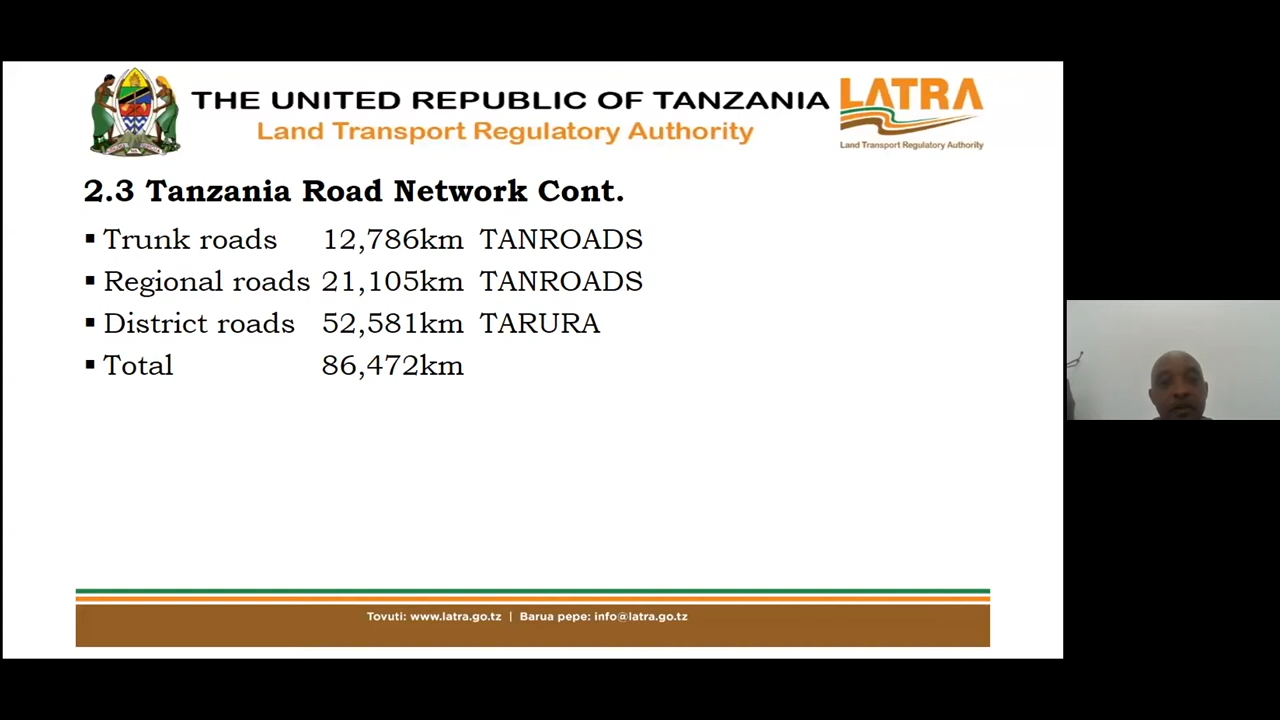 THE UNITED REPUBLIC OF TANZANIA
Land Transport Regulatory Authority
LATRA
Land Transport Regulatory Authority
2.3 Tanzania Road Network Cont.
▪ Trunk roads 12,786km TANROADS
▪ Regional roads 21,105km TANROADS
▪ District roads 52,581km TARURA
▪ Total 86,472km
Tovuti: www.latra.go.tz | Barua pepe: info@latra.go.tz